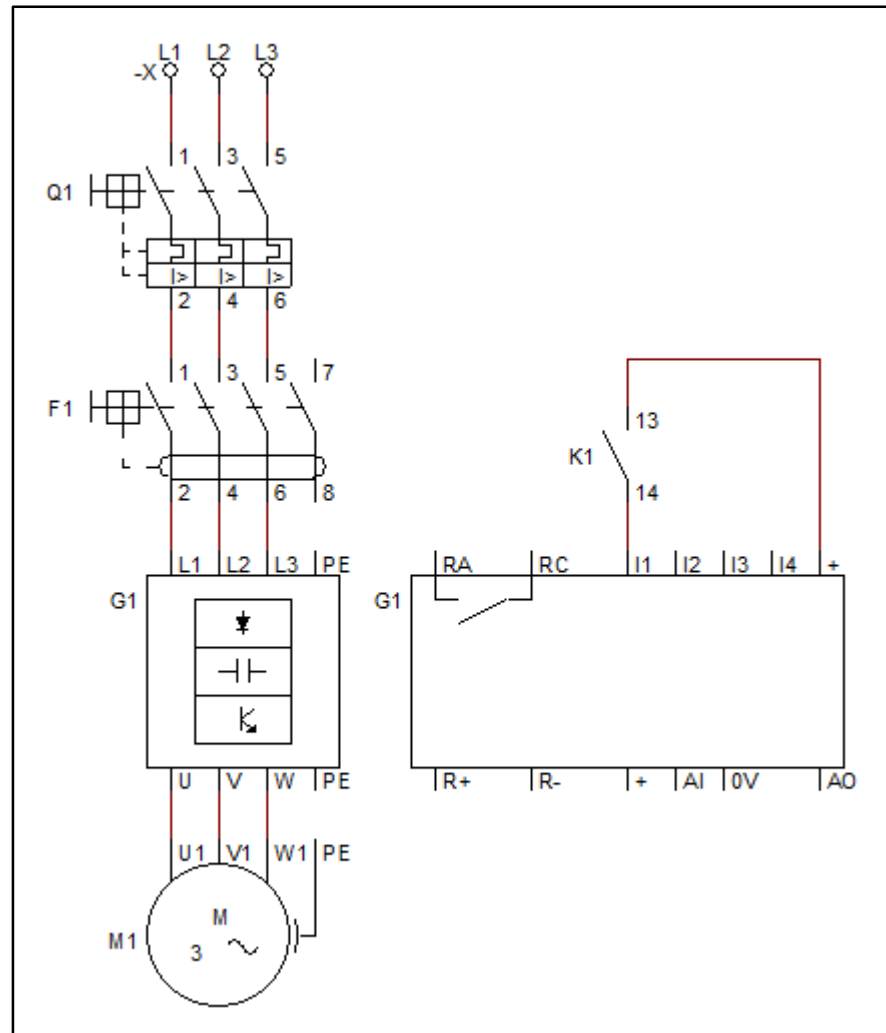 L1 L2 L3
-X
1 3 5
Q1
I> I> I>
2 4 6
1 3 5 7
F1
13
K1
2 4 6 8
14
L1 L2 L3 PE
RA RC I1 I2 I3 I4 +
G1
G1
U V W PE
R+ R- + AI 0V AO
U1 V1 W1 PE
M
M1
3